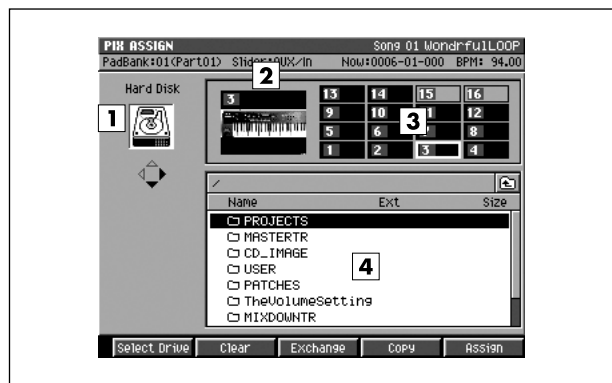 PIX ASSIGN Song 01 WondrfulLOOP
PadBank:01(Part01) Slider:AUX/In Now:0006-01-000 BPM: 94.00
Hard Disk
1
2
3
3
13 14 15 16
9 10 11 12
5 6 8
1 2 3 4
/
Name Ext Size
PROJECTS
MASTERTR
CD_IMAGE
USER
PATCHES
TheVolumeSetting
MIXDOWNTR
4
Select Drive Clear Exchange Copy Assign